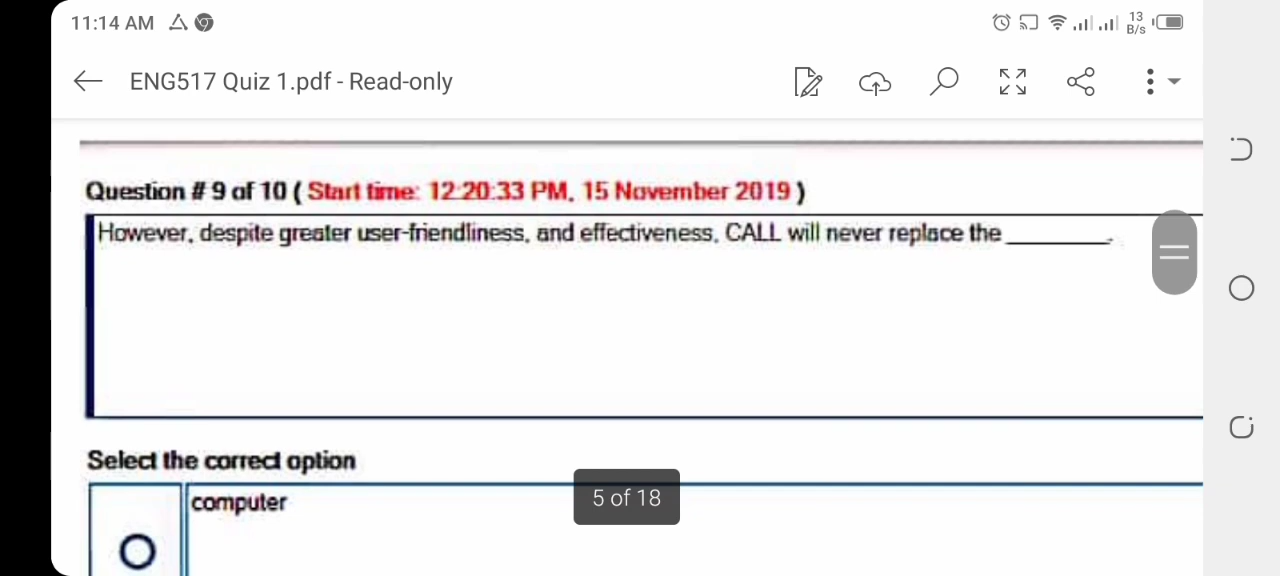 11:14 AM
13
B/s
ENG517 Quiz 1.pdf - Read-only
Question # 9 of 10 ( Start time: 12:20:33 PM, 15 November 2019 )
However, despite greater user-friendliness, and effectiveness, CALL will never replace the ________.
Select the correct option
computer
5 of 18